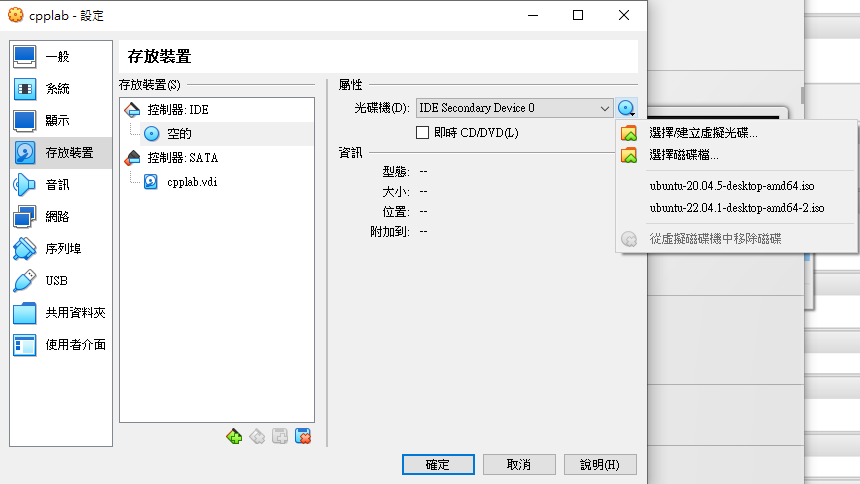 cpplab - 設定
一般
系統
顯示
存放裝置
音訊
網路
序列埠
USB
共用資料夾
使用者介面
存放裝置
存放裝置(S)
控制器: IDE
空的
控制器: SATA
cpplab.vdi
屬性
光碟機(D): IDE Secondary Device 0
即時 CD/DVD(L)
資訊
型態: --
大小: --
位置: --
附加到: --
選擇/建立虛擬光碟...
選擇磁碟檔...
ubuntu-20.04.5-desktop-amd64.iso
ubuntu-22.04.1-desktop-amd64-2.iso
從虛擬磁碟機中移除磁碟
確定
取消
說明(H)